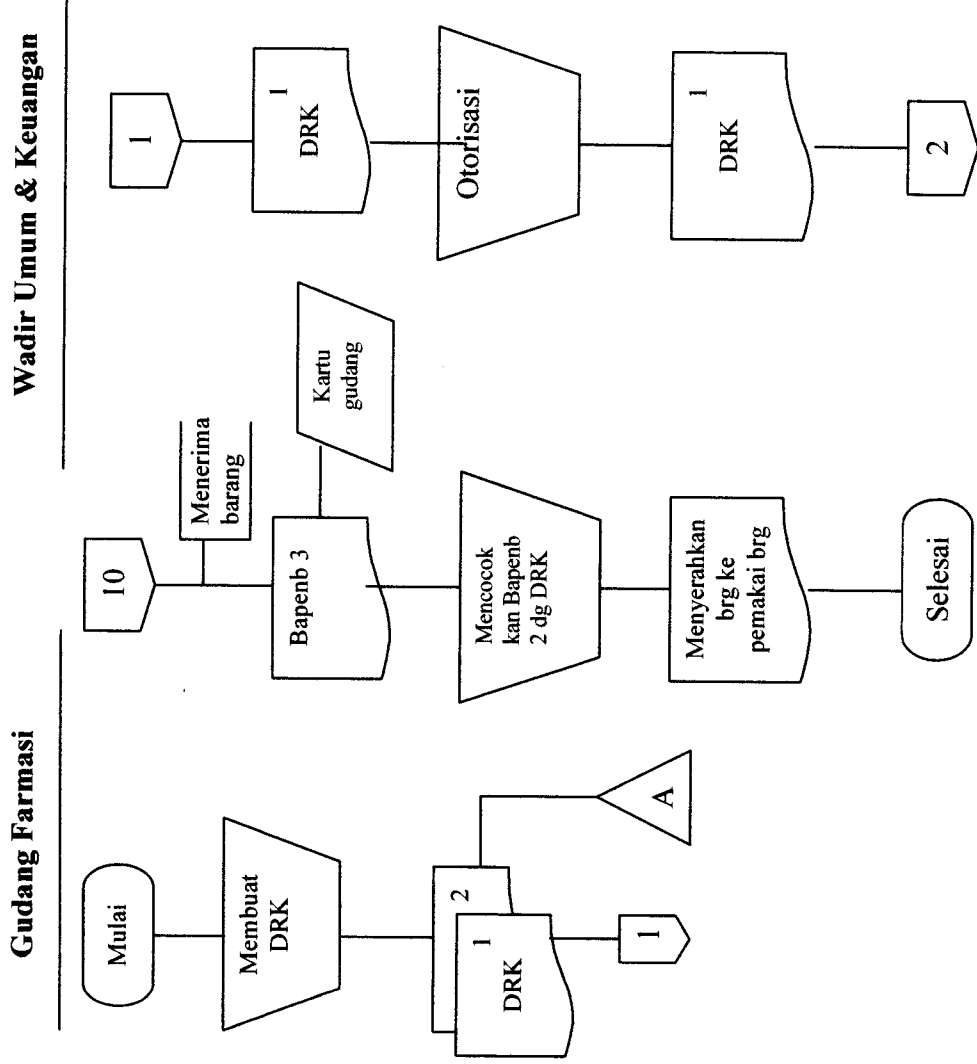 Gudang Farmasi
Mulai
Membuat
DRK
2
1
DRK
A
1
10
Menerima
barang
Bapenb 3
Kartu
gudang
Mencocok
kan Bapenb
2 dg DRK
Menyerahkan
brg ke
pemakai brg
Selesai
Wadir Umum & Keuangan
1
1
DRK
Otorisasi
1
DRK
2